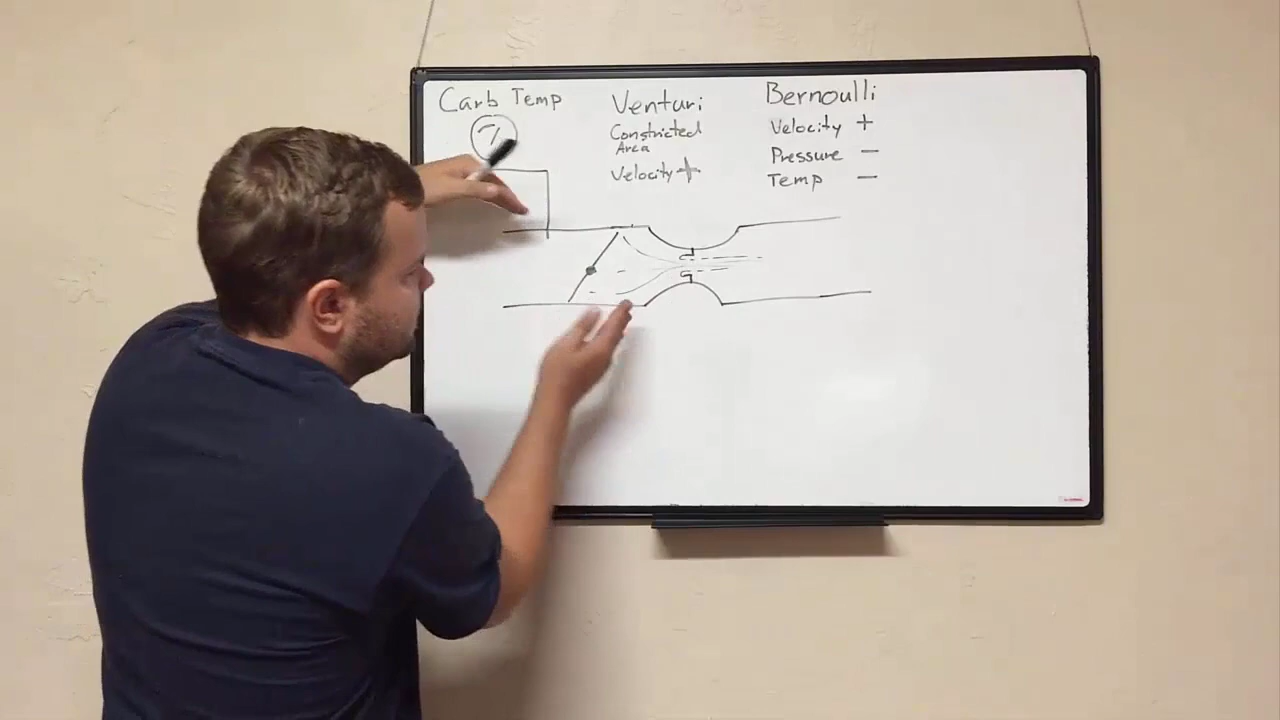 Carb Temp
Venturi
Constricted
Area
Velocity +
Bernoulli
Velocity +
Pressure –
Temp –